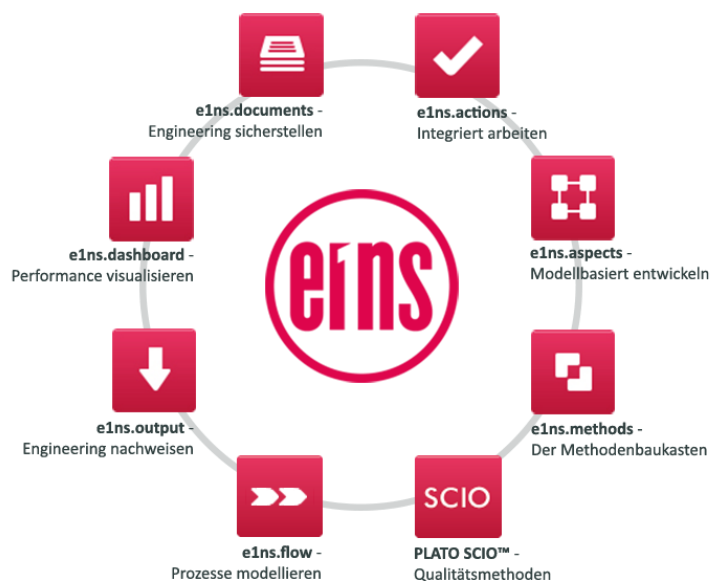 e1ns.documents -
Engineering sicherstellen
e1ns.actions -
Integriert arbeiten
e1ns.dashboard -
Performance visualisieren
e1ns
e1ns.aspects -
Modellbasiert entwickeln
e1ns.output -
Engineering nachweisen
e1ns.methods -
Der Methodenbaukasten
e1ns.flow -
Prozesse modellieren
SCIO
PLATO SCIO™ -
Qualitätsmethoden